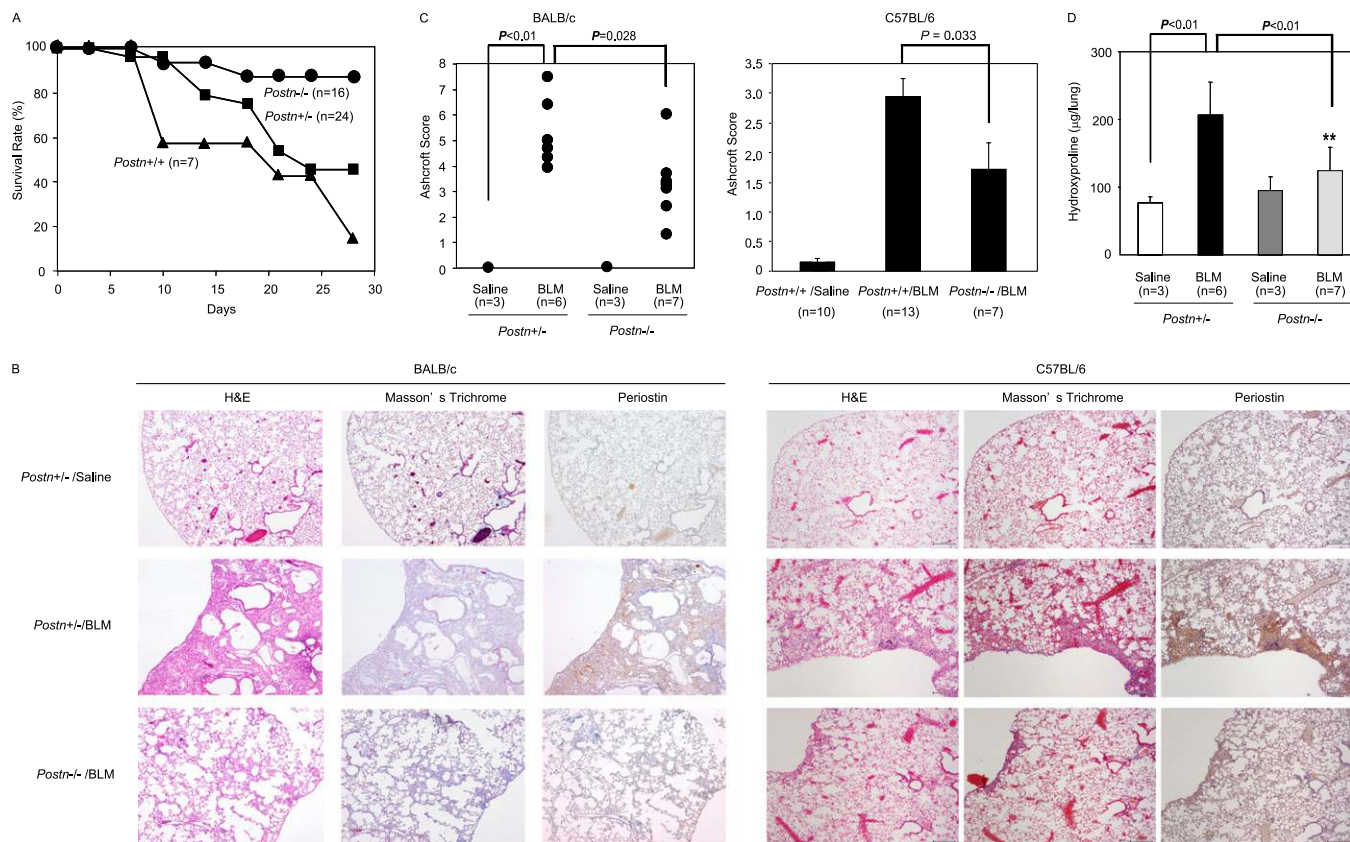 A
Survival Rate (%)
100
80
60
40
20
0
0 5 10 15 20 25 30
Days
Postn-/- (n=16)
Postn+/- (n=24)
Postn+/+ (n=7)
C
BALB/c
P<0.01
P=0.028
Ashcroft Score
8
7
6
5
4
3
2
1
0
Saline BLM Saline BLM
(n=3) (n=6) (n=3) (n=7)
Postn+/- Postn-/-
C57BL/6
P = 0.033
Ashcroft Score
3.5
3.0
2.5
2.0
1.5
1.0
0.5
0.0
Postn+/+ /Saline Postn+/+/BLM Postn-/- /BLM
(n=10) (n=13) (n=7)
D
P<0.01 P<0.01
Hydroxyproline (µg/lung)
300
200
100
0
**
Saline BLM Saline BLM
(n=3) (n=6) (n=3) (n=7)
Postn+/- Postn-/-
B
BALB/c C57BL/6
H&E Masson' s Trichrome Periostin H&E Masson' s Trichrome Periostin
Postn+/- /Saline
Postn+/-/BLM
Postn-/- /BLM